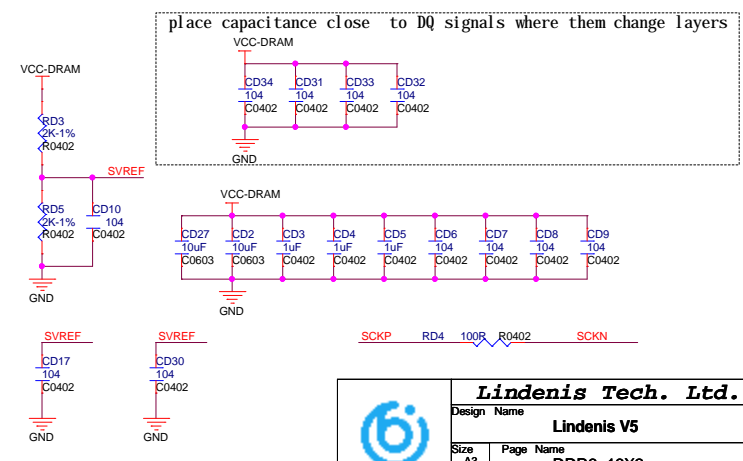 place capacitance close to DQ signals where them change layers
VCC-DRAM
CD34 CD31 CD33 CD32
104 104 104 104
C0402 C0402 C0402 C0402
GND
VCC-DRAM
RD3
2K-1%
R0402
SVREF
RD5
2K-1%
R0402
CD10
104
C0402
GND
VCC-DRAM
CD27 CD2 CD3 CD4 CD5 CD6 CD7 CD8 CD9
10uF 10uF 1uF 1uF 1uF 104 104 104 104
C0603 C0603 C0402 C0402 C0402 C0402 C0402 C0402 C0402
GND
SVREF
CD17
104
C0402
GND
SVREF
CD30
104
C0402
GND
SCKP RD4 100R R0402 SCKN
Lindenis Tech. Ltd.
Design Name
Lindenis V5
Size
Page Name